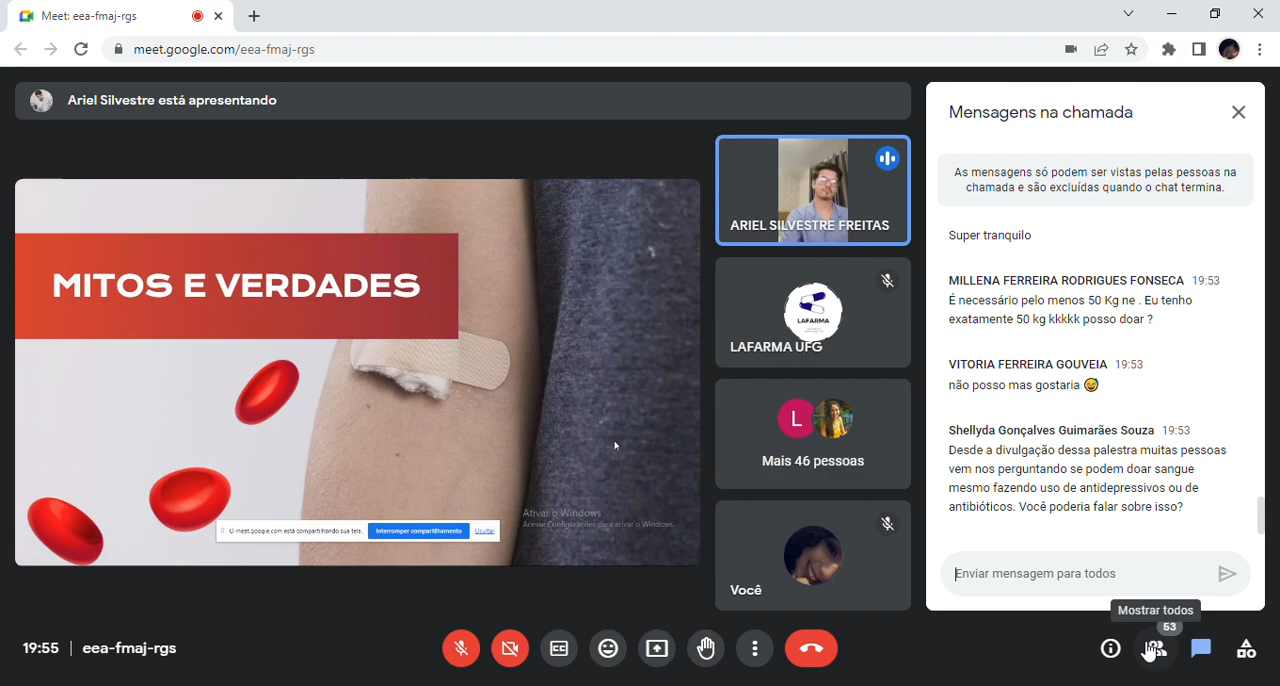 Meet: eea-fmaj-rgs
meet.google.com/eea-fmaj-rgs
Ariel Silvestre está apresentando
MITOS E VERDADES
O meet.google.com está compartilhando sua tela.
Interromper compartilhamento
Ocultar
Ativar o Windows
Acesse Configurações para ativar o Windows.
ARIEL SILVESTRE FREITAS
LAFARMA
LAFARMA UFG
L
Mais 46 pessoas
Você
Mensagens na chamada
As mensagens só podem ser vistas pelas pessoas na
chamada e são excluídas quando o chat termina.
Super tranquilo
MILLENA FERREIRA RODRIGUES FONSECA 19:53
É necessário pelo menos 50 Kg ne . Eu tenho
exatamente 50 kg kkkkk posso doar ?
VITORIA FERREIRA GOUVEIA 19:53
não posso mas gostaria 😅
Shellyda Gonçalves Guimarães Souza 19:53
Desde a divulgação dessa palestra muitas pessoas
vem nos perguntando se podem doar sangue
mesmo fazendo uso de antidepressivos ou de
antibióticos. Você poderia falar sobre isso?
Enviar mensagem para todos
Mostrar todos
53
19:55 | eea-fmaj-rgs